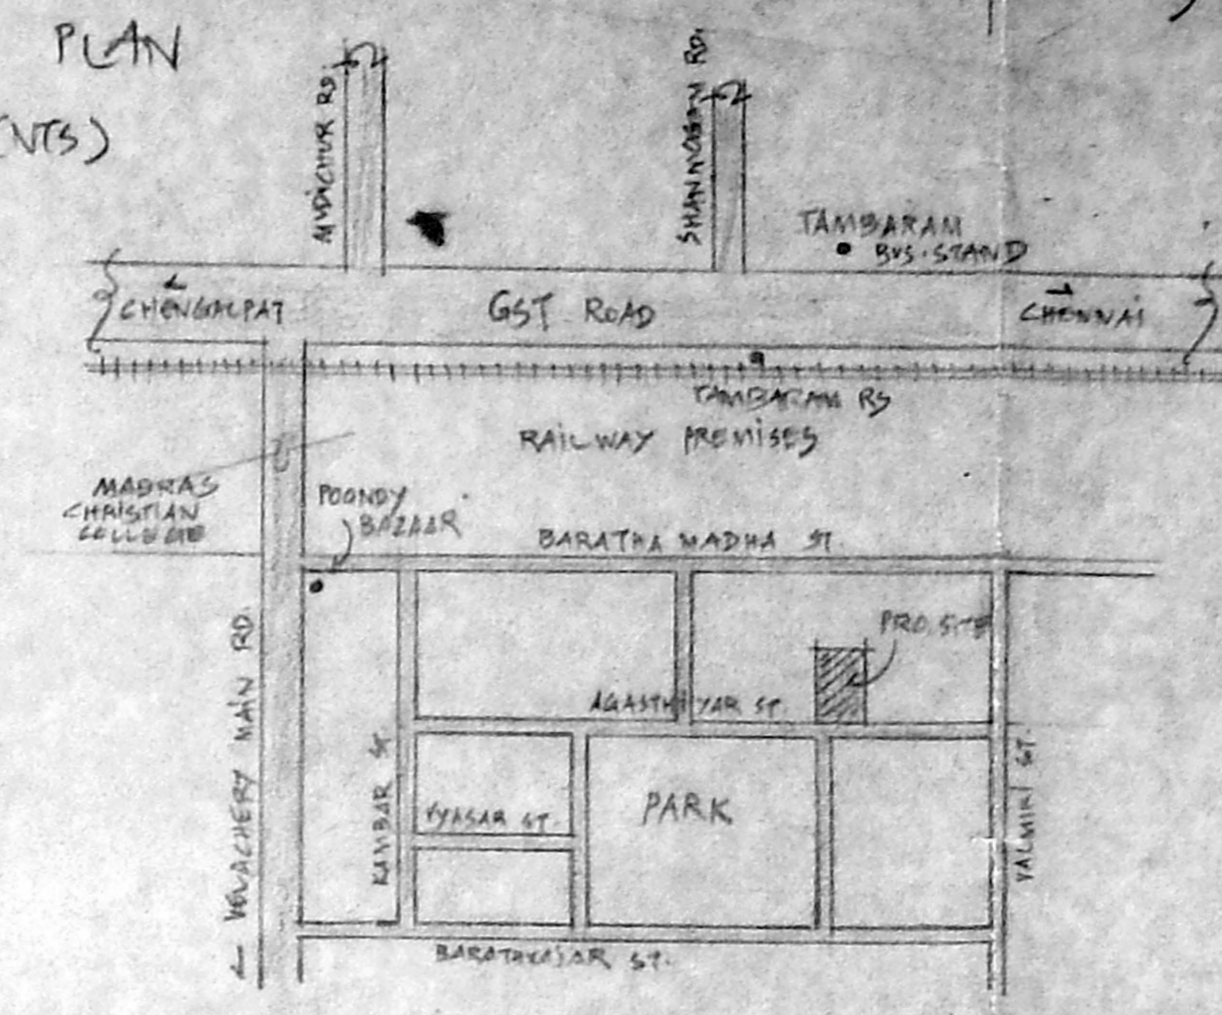 PLAN
(NTS)
MUDICHUR RD.
SHANMUGAM RD.
TAMBARAM
BUS.STAND
CHENGALPAT
GST ROAD
CHENNAI
TAMBARAM RS
RAILWAY PREMISES
MADRAS
CHRISTIAN
COLLEGE
POONDY
BAZAAR
BARATHA MADHA ST.
PRO.SITE
AGASTHIYAR ST.
VELACHERY MAIN RD.
KAMBAR ST.
VYASAR ST.
PARK
VALMIKI ST.
BARATHIYAR ST.